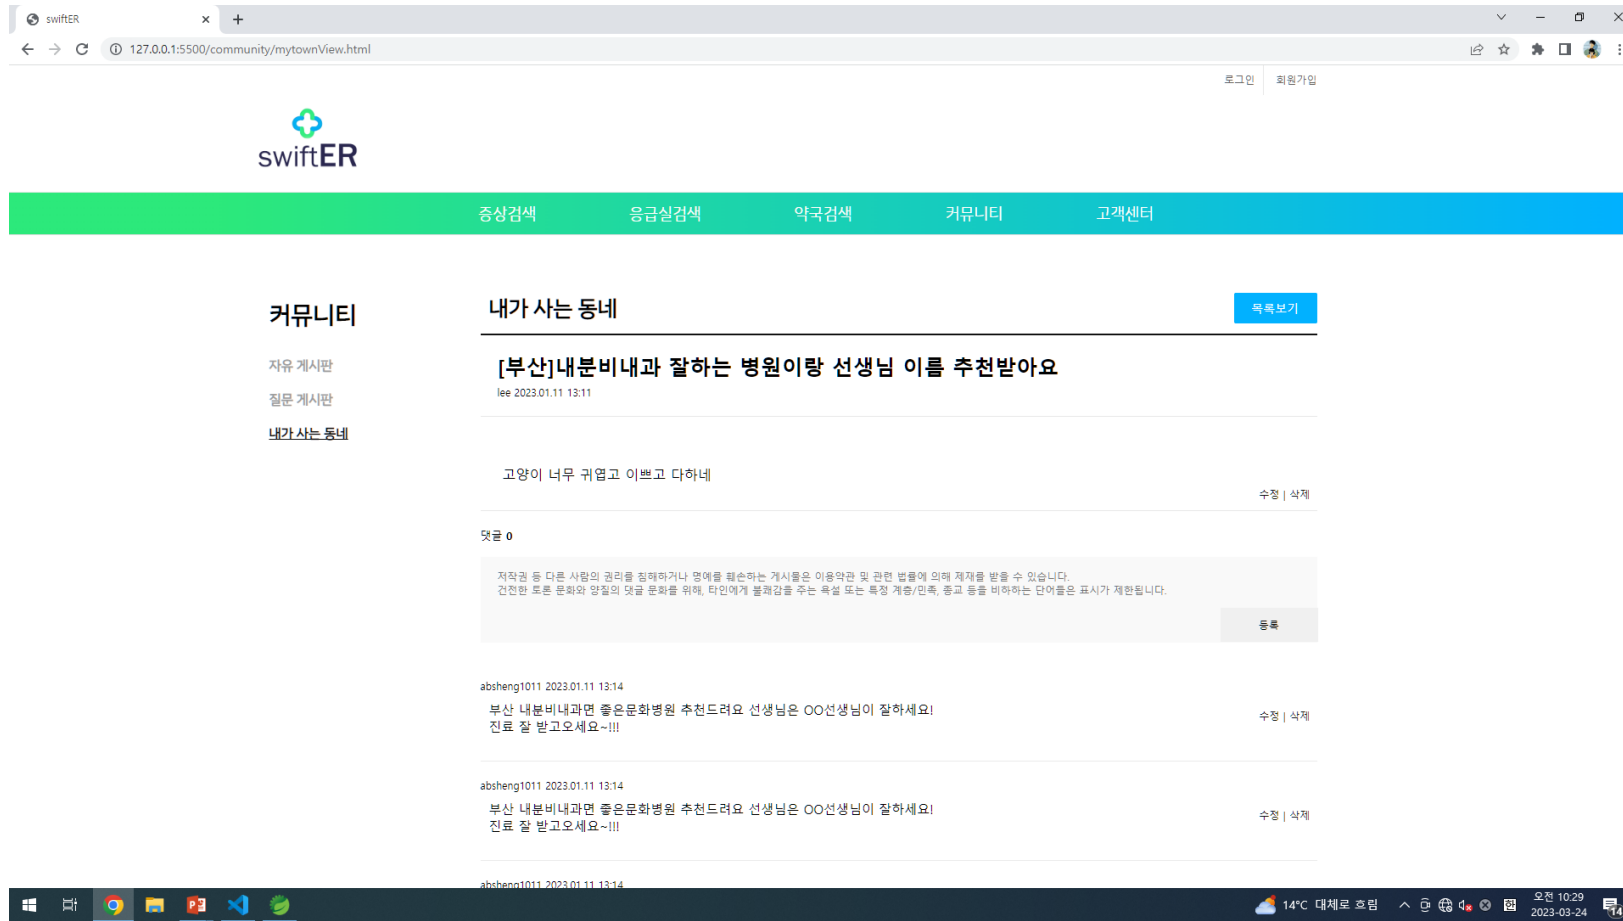 swiftER
127.0.0.1:5500/community/mytownView.html
로그인 회원가입
swiftER
증상검색 응급실검색 약국검색 커뮤니티 고객센터
커뮤니티
자유 게시판
질문 게시판
내가 사는 동네
내가 사는 동네
목록보기
[부산]내분비내과 잘하는 병원이랑 선생님 이름 추천받아요
lee 2023.01.11 13:11
고양이 너무 귀엽고 이쁘고 다하네
수정 | 삭제
댓글 0
저작권 등 다른 사람의 권리를 침해하거나 명예를 훼손하는 게시물은 이용약관 및 관련 법률에 의해 제재를 받을 수 있습니다.
건전한 토론 문화와 양질의 댓글 문화를 위해, 타인에게 불쾌감을 주는 욕설 또는 특정 계층/민족, 종교 등을 비하하는 단어들은 표시가 제한됩니다.
등록
absheng1011 2023.01.11 13:14
부산 내분비내과면 좋은문화병원 추천드려요 선생님은 OO선생님이 잘하세요!
진료 잘 받고오세요~!!!
수정 | 삭제
absheng1011 2023.01.11 13:14
부산 내분비내과면 좋은문화병원 추천드려요 선생님은 OO선생님이 잘하세요!
진료 잘 받고오세요~!!!
수정 | 삭제
absheng1011 2023.01.11 13:14
14°C 대체로 흐림
한
오전 10:29
2023-03-24